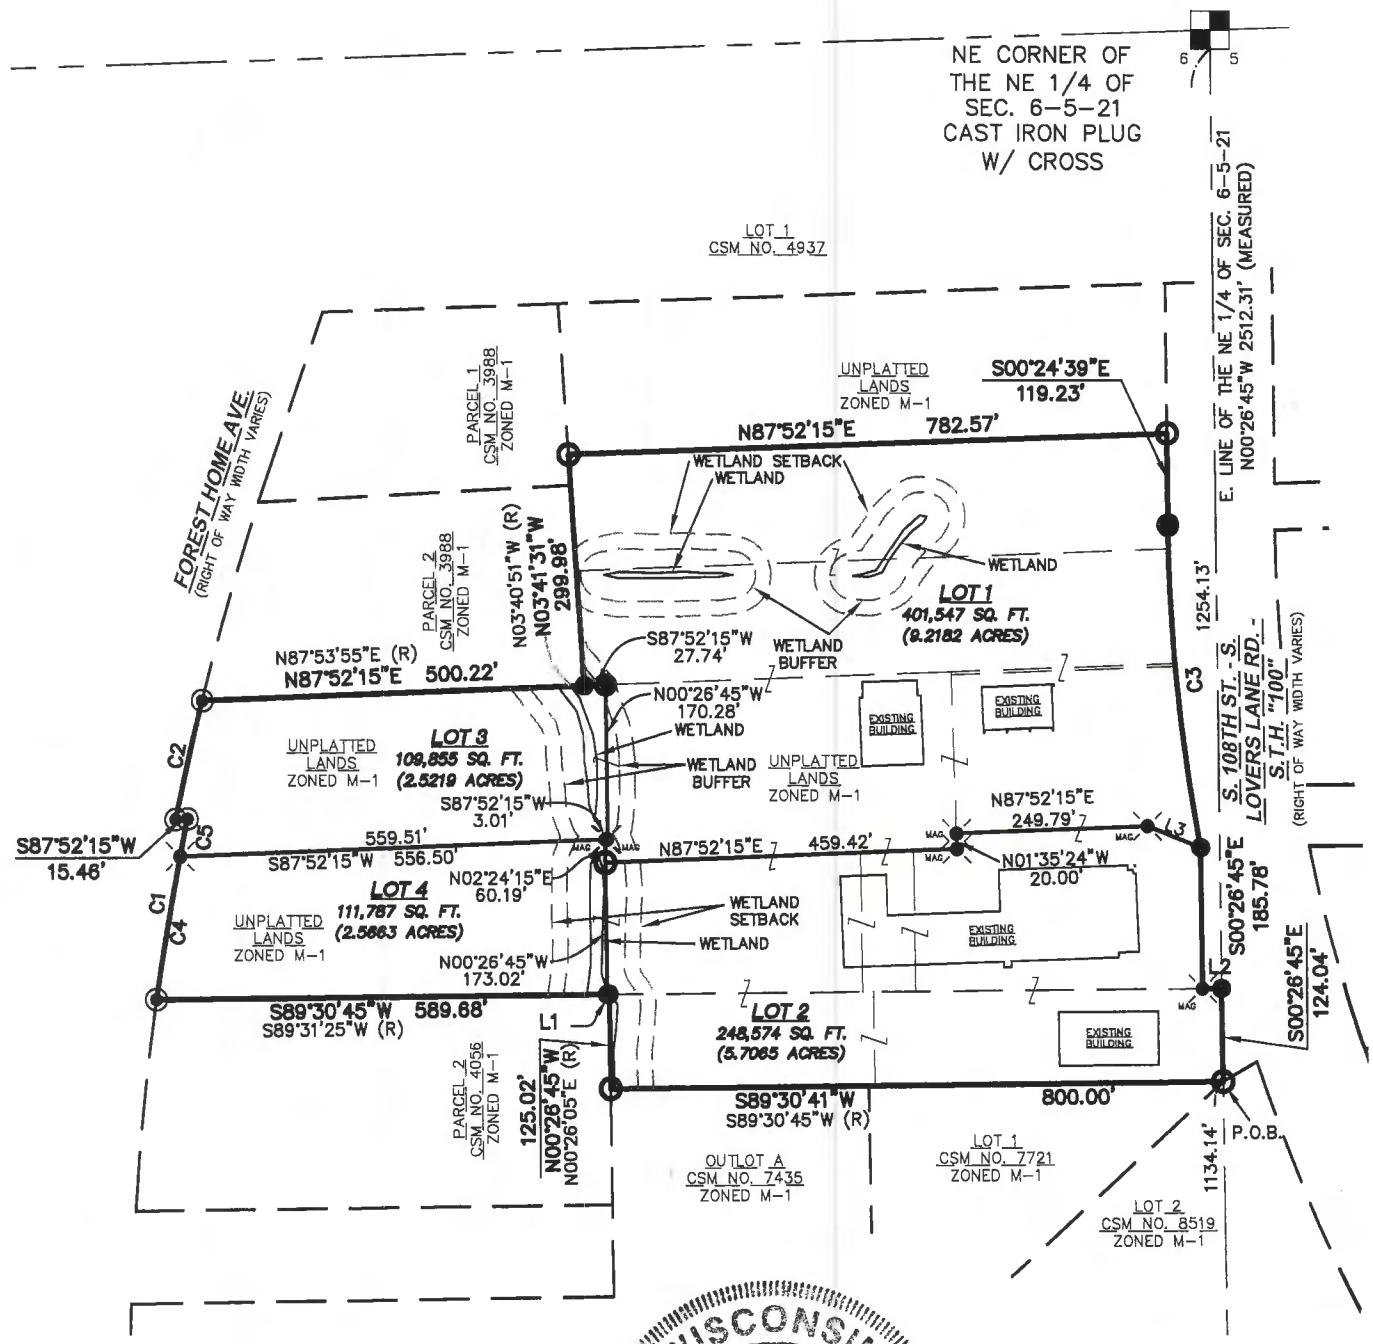 NE CORNER OF
THE NE 1/4 OF
SEC. 6-5-21
CAST IRON PLUG
W/ CROSS
6
5
LOT 1
CSM NO. 4937
E. LINE OF THE NE 1/4 OF SEC. 6-5-21
N00°26'45"W 2512.31' (MEASURED)
PARCEL 1
CSM NO. 3988
ZONED M-1
UNPLATTED
LANDS
ZONED M-1
S00°24'39"E
119.23'
N87°52'15"E 782.57'
FOREST HOME AVE.
(RIGHT OF WAY WIDTH VARIES)
WETLAND SETBACK
WETLAND
PARCEL 2
CSM NO. 3988
ZONED M-1
N03°40'51"W (R)
N03°41'31"W
299.98'
WETLAND
LOT 1
401,547 SQ. FT.
(9.2182 ACRES)
1254.13'
S87°52'15"W
27.74'
WETLAND
BUFFER
N87°53'55"E (R)
N87°52'15"E 500.22'
N00°26'45"W
170.28'
C3
S. 108TH ST. - S.
LOVERS LANE RD. -
S.T.H. "100"
(RIGHT OF WAY WIDTH VARIES)
EXISTING
BUILDING
EXISTING
BUILDING
C2
UNPLATTED
LANDS
ZONED M-1
LOT 3
109,855 SQ. FT.
(2.5219 ACRES)
WETLAND
WETLAND
BUFFER
UNPLATTED
LANDS
ZONED M-1
S87°52'15"W
3.01'
N87°52'15"E
249.79'
L3
S87°52'15"W
15.46'
C5
559.51'
S87°52'15"W 556.50'
MAG
MAG
N87°52'15"E 459.42'
MAG
MAG
MAG
N01°35'24"W
20.00'
N02°24'15"E
60.19'
C1
C4
LOT 4
111,787 SQ. FT.
(2.5663 ACRES)
UNPLATTED
LANDS
ZONED M-1
WETLAND
SETBACK
WETLAND
EXISTING
BUILDING
S00°26'45"E
185.78'
N00°26'45"W
173.02'
L2
MAG
S00°26'45"E
124.04'
S89°30'45"W 589.68'
S89°31'25"W (R)
L1
LOT 2
248,574 SQ. FT.
(5.7065 ACRES)
EXISTING
BUILDING
PARCEL 2
CSM NO. 4056
ZONED M-1
125.02'
N00°26'45"W
N00°26'05"E (R)
S89°30'41"W 800.00'
S89°30'45"W (R)
P.O.B.
1134.14'
OUTLOT A
CSM NO. 7435
ZONED M-1
LOT 1
CSM NO. 7721
ZONED M-1
LOT 2
CSM NO. 8519
ZONED M-1
WISCONSIN